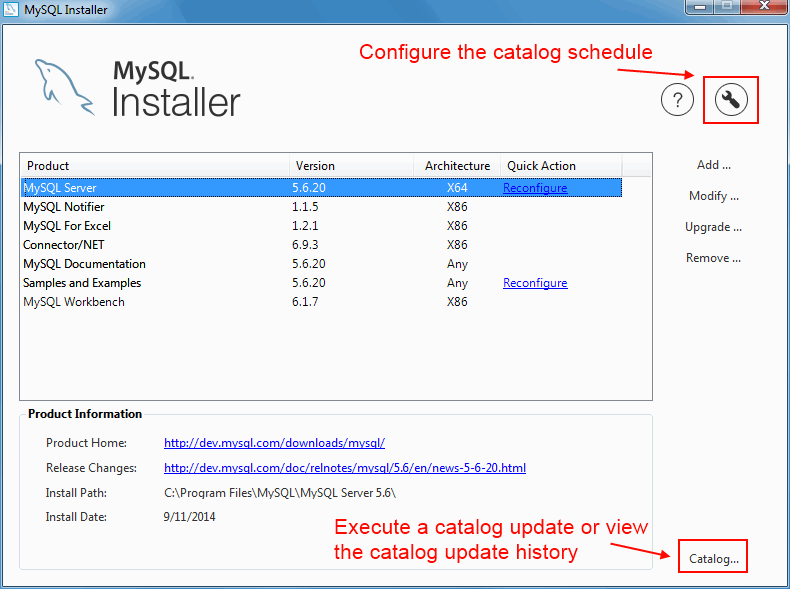 MySQL Installer
Configure the catalog schedule
MySQL.
Installer
?
Product Version Architecture Quick Action
MySQL Server 5.6.20 X64 Reconfigure
MySQL Notifier 1.1.5 X86
MySQL For Excel 1.2.1 X86
Connector/NET 6.9.3 X86
MySQL Documentation 5.6.20 Any
Samples and Examples 5.6.20 Any Reconfigure
MySQL Workbench 6.1.7 X86
Add ...
Modify ...
Upgrade ...
Remove ...
Product Information
Product Home: http://dev.mysql.com/downloads/mysql/
Release Changes: http://dev.mysql.com/doc/relnotes/mysql/5.6/en/news-5-6-20.html
Install Path: C:\Program Files\MySQL\MySQL Server 5.6\
Install Date: 9/11/2014
Execute a catalog update or view
the catalog update history
Catalog...